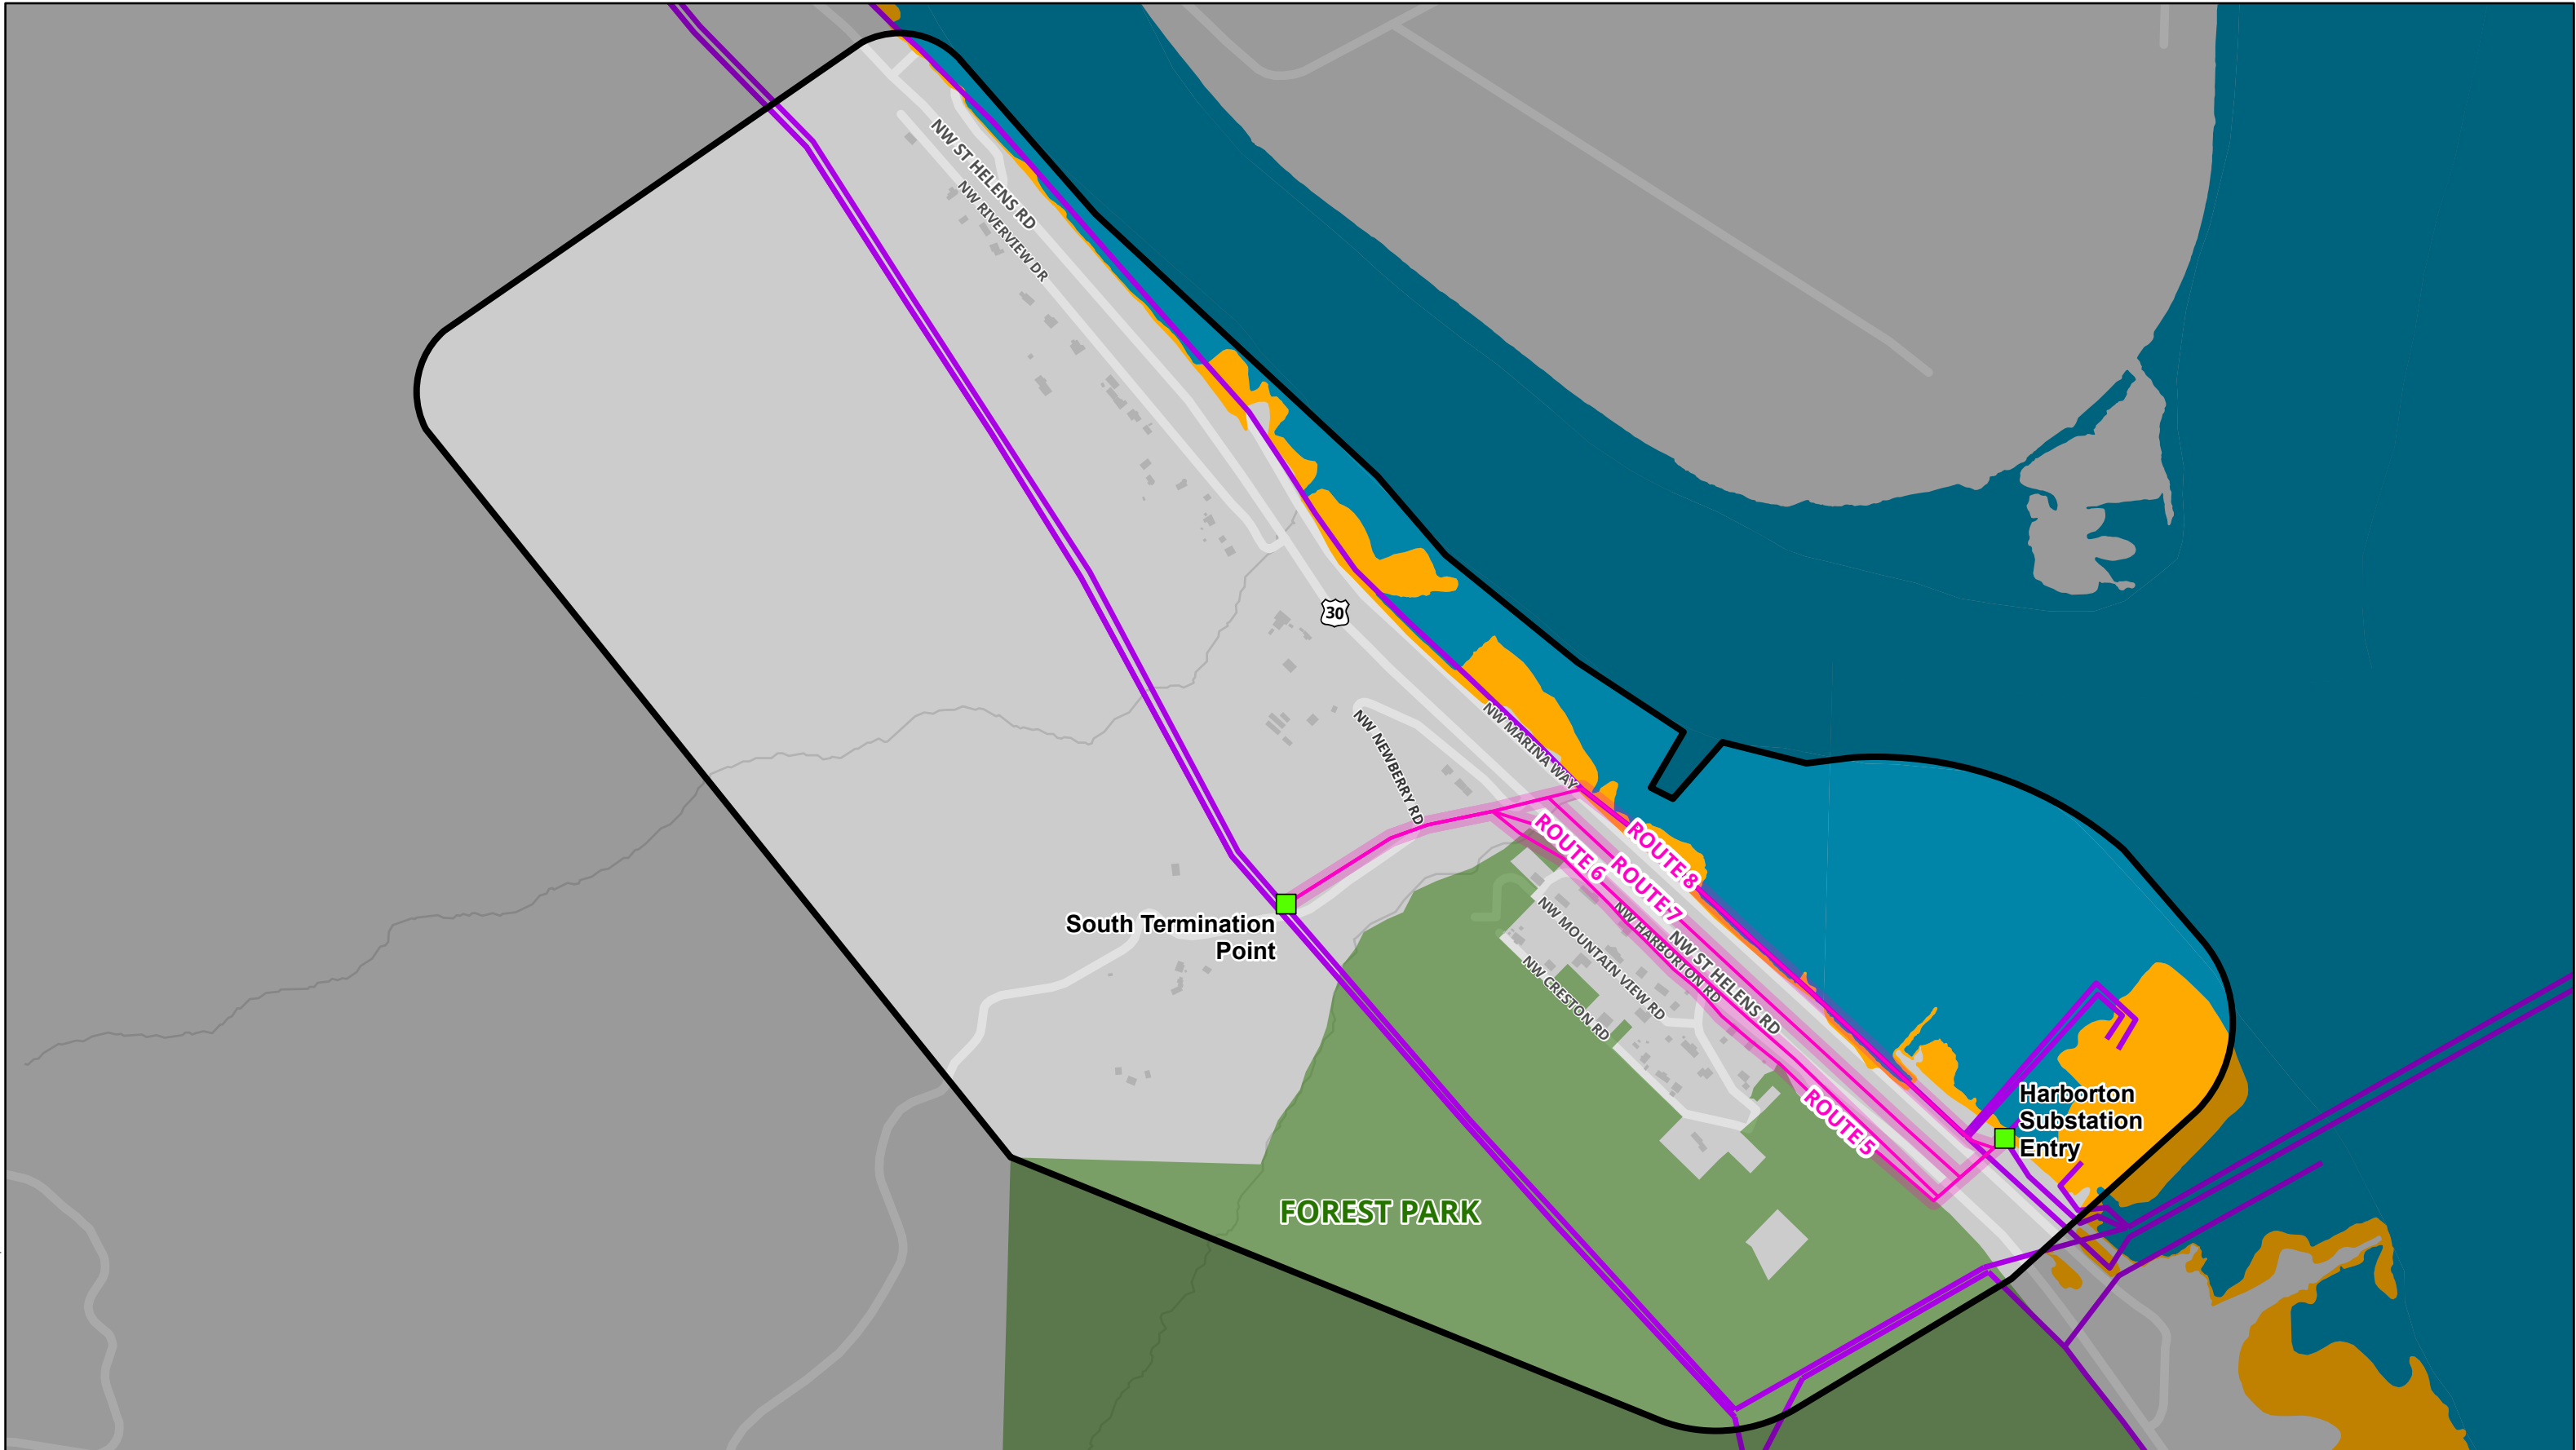 NW ST HELENS RD
NW RIVERVIEW DR
30
NW MARINA WAY
NW NEWBERRY RD
ROUTE 8
ROUTE 6
ROUTE 7
South Termination
Point
NW MOUNTAIN VIEW RD
NW HARBORTON RD
NW ST HELENS RD
NW CRESTON RD
ROUTE 5
Harborton
Substation
Entry
FOREST PARK